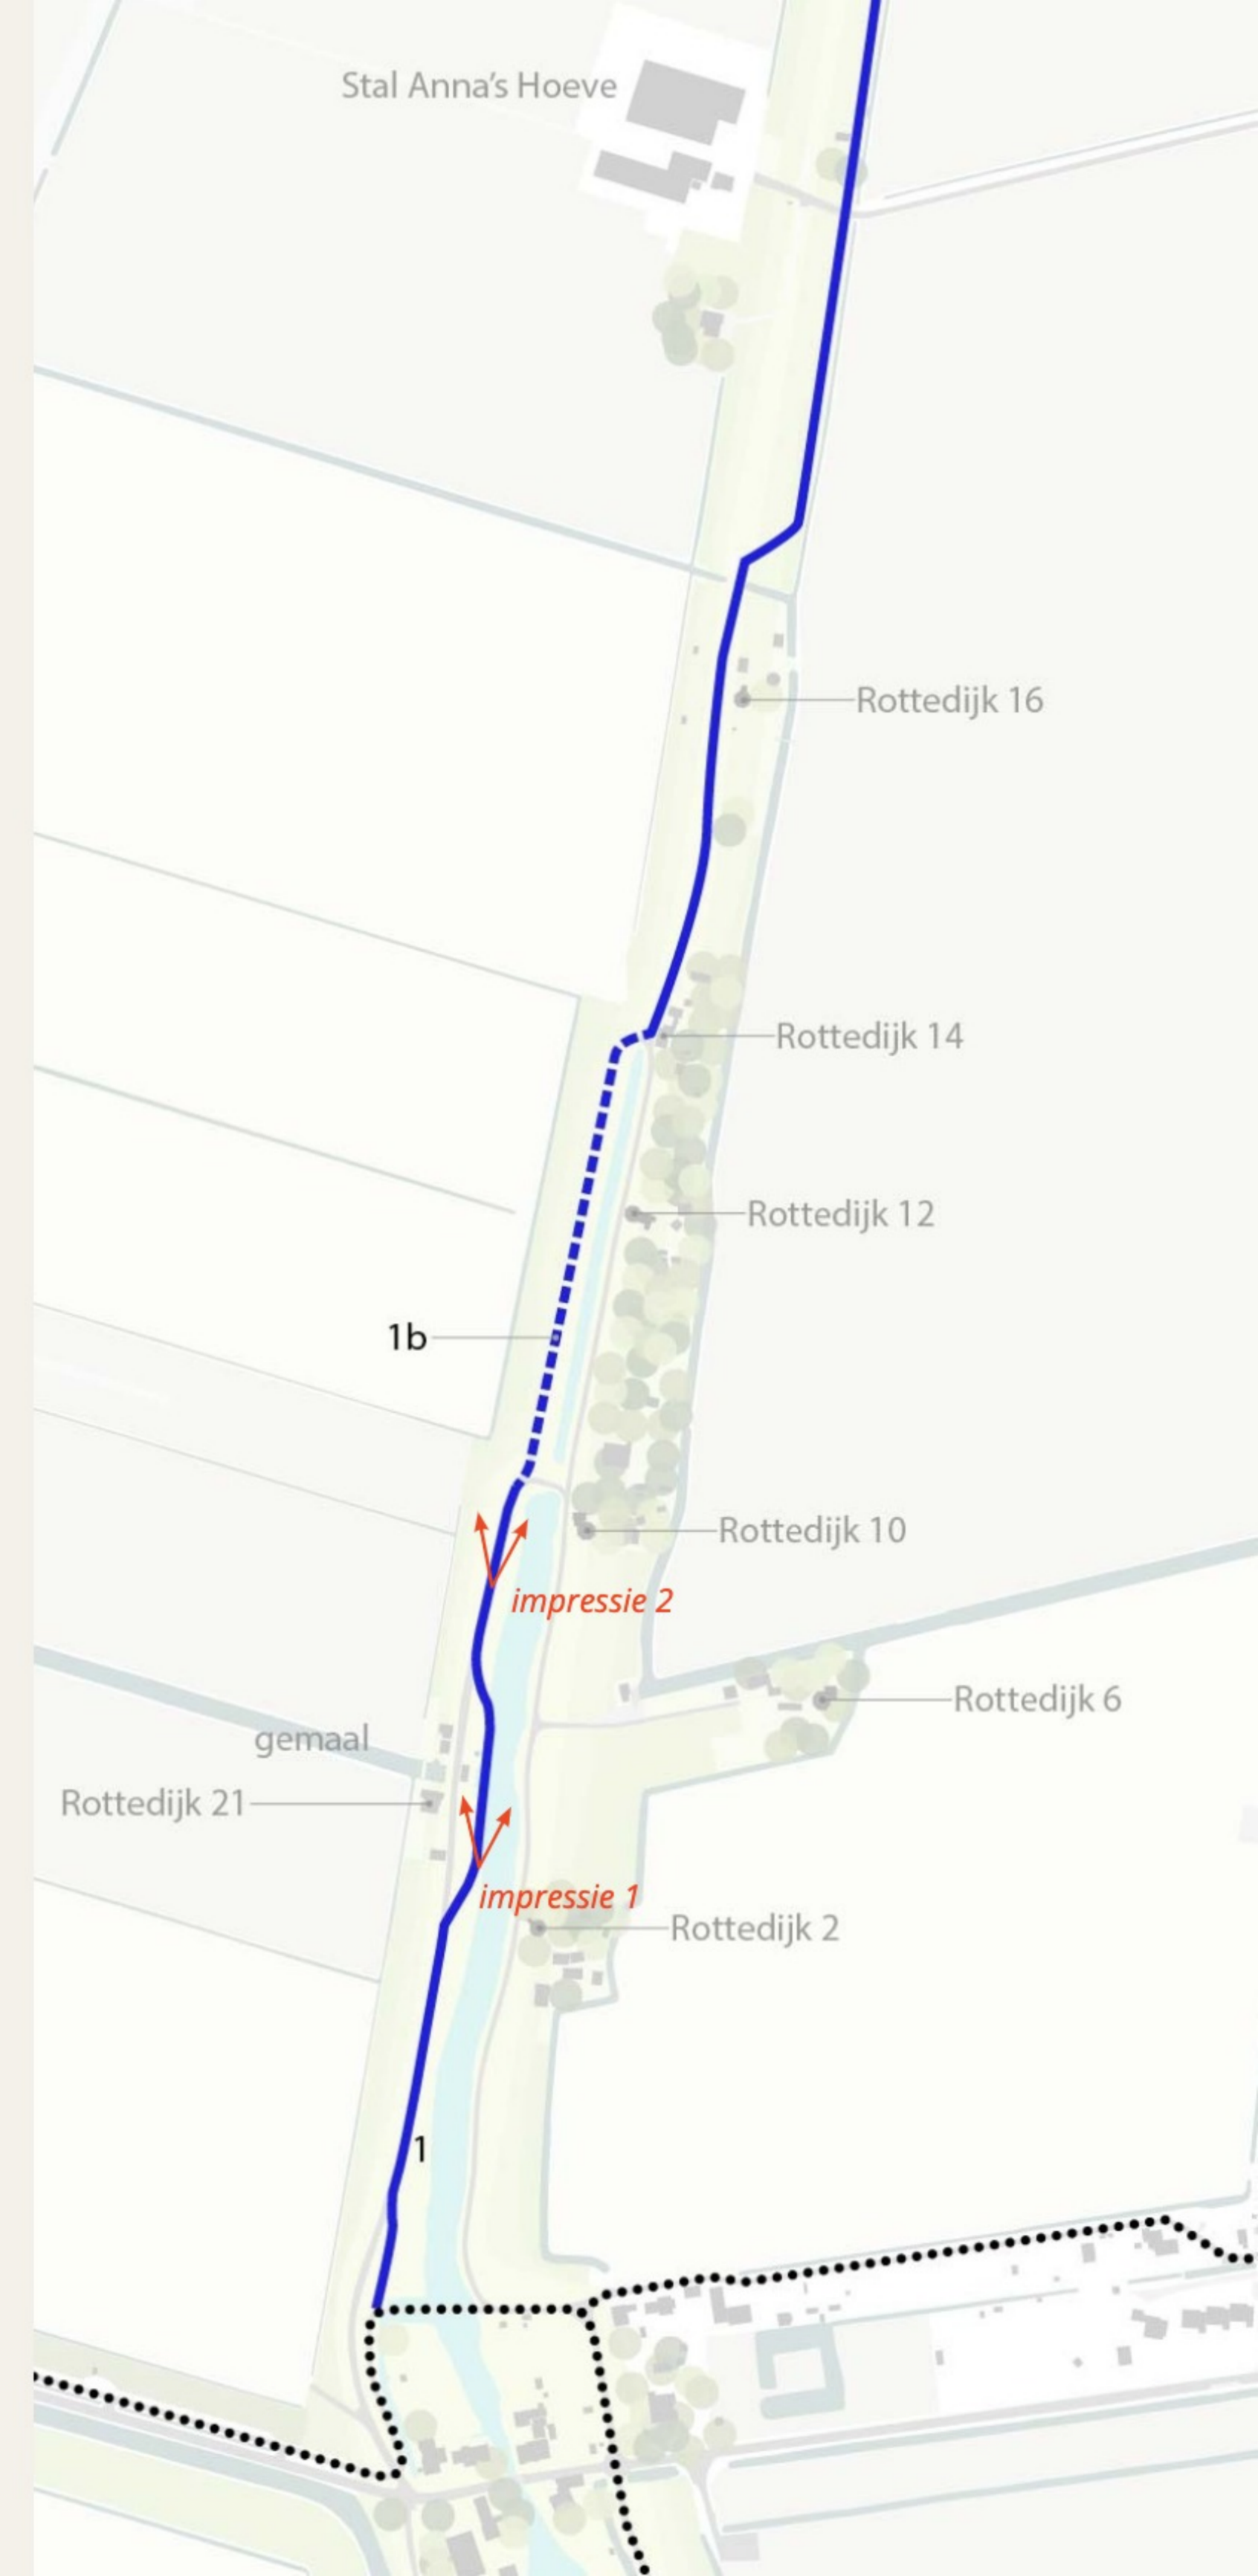 Stal Anna’s Hoeve
Rottedijk 16
Rottedijk 14
Rottedijk 12
1b
Rottedijk 10
impressie 2
Rottedijk 6
gemaal
Rottedijk 21
impressie 1
Rottedijk 2
1